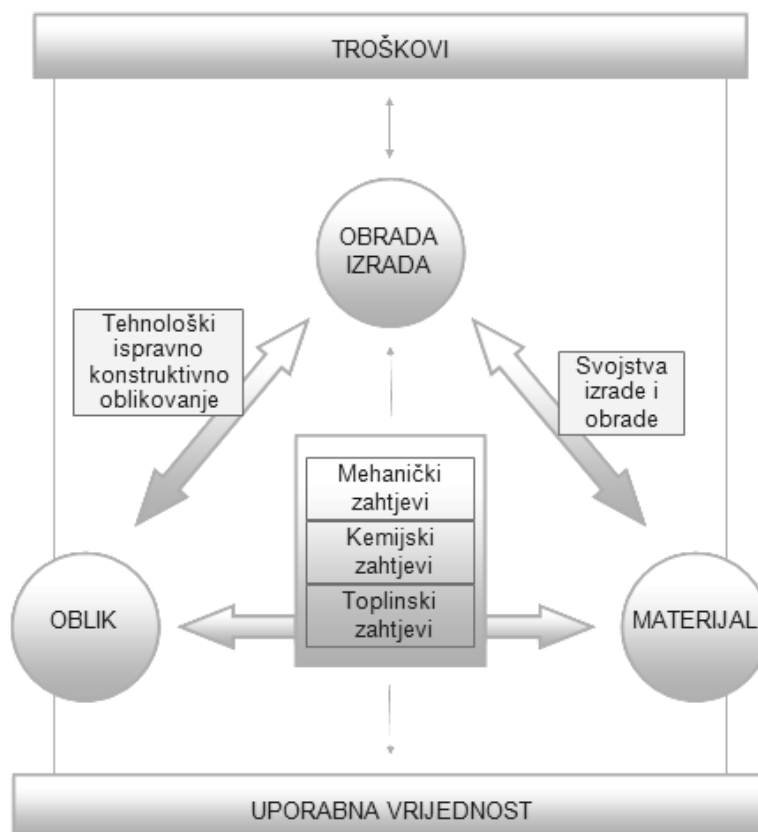 TROŠKOVI
OBRADA
IZRADA
Tehnološki
ispravno
konstruktivno
oblikovanje
Svojstva
izrade i
obrade
Mehanički
zahtjevi
Kemijski
zahtjevi
Toplinski
zahtjevi
OBLIK
MATERIJAL
UPORABNA VRIJEDNOST